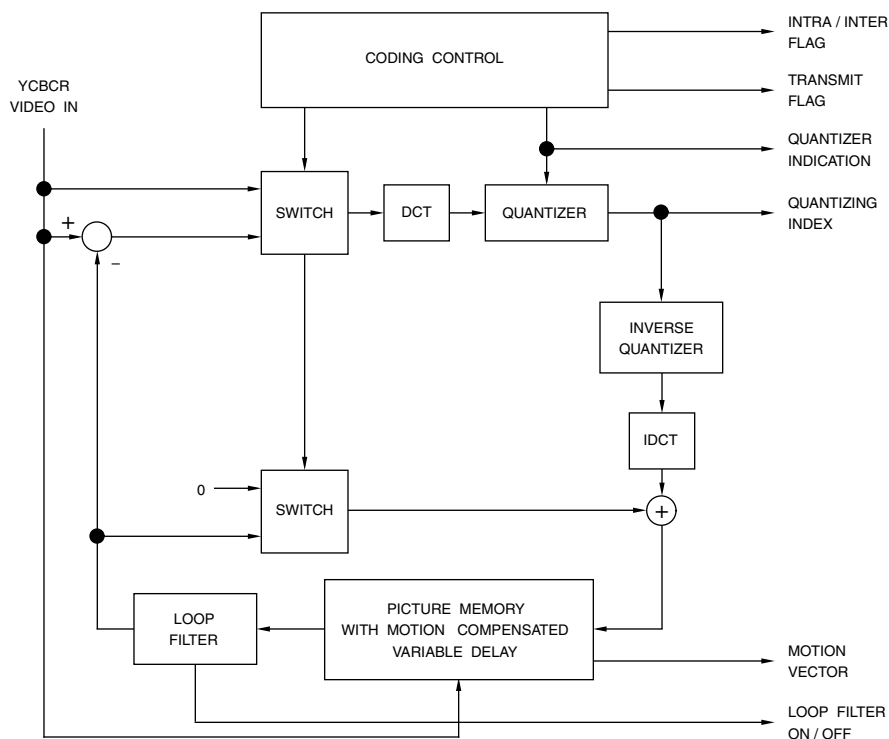 INTRA / INTER
FLAG
CODING CONTROL
TRANSMIT
FLAG
YCBCR
VIDEO IN
QUANTIZER
INDICATION
SWITCH
DCT
QUANTIZER
QUANTIZING
INDEX
+
–
INVERSE
QUANTIZER
IDCT
0
SWITCH
+
LOOP
FILTER
PICTURE MEMORY
WITH MOTION COMPENSATED
VARIABLE DELAY
MOTION
VECTOR
LOOP FILTER
ON / OFF